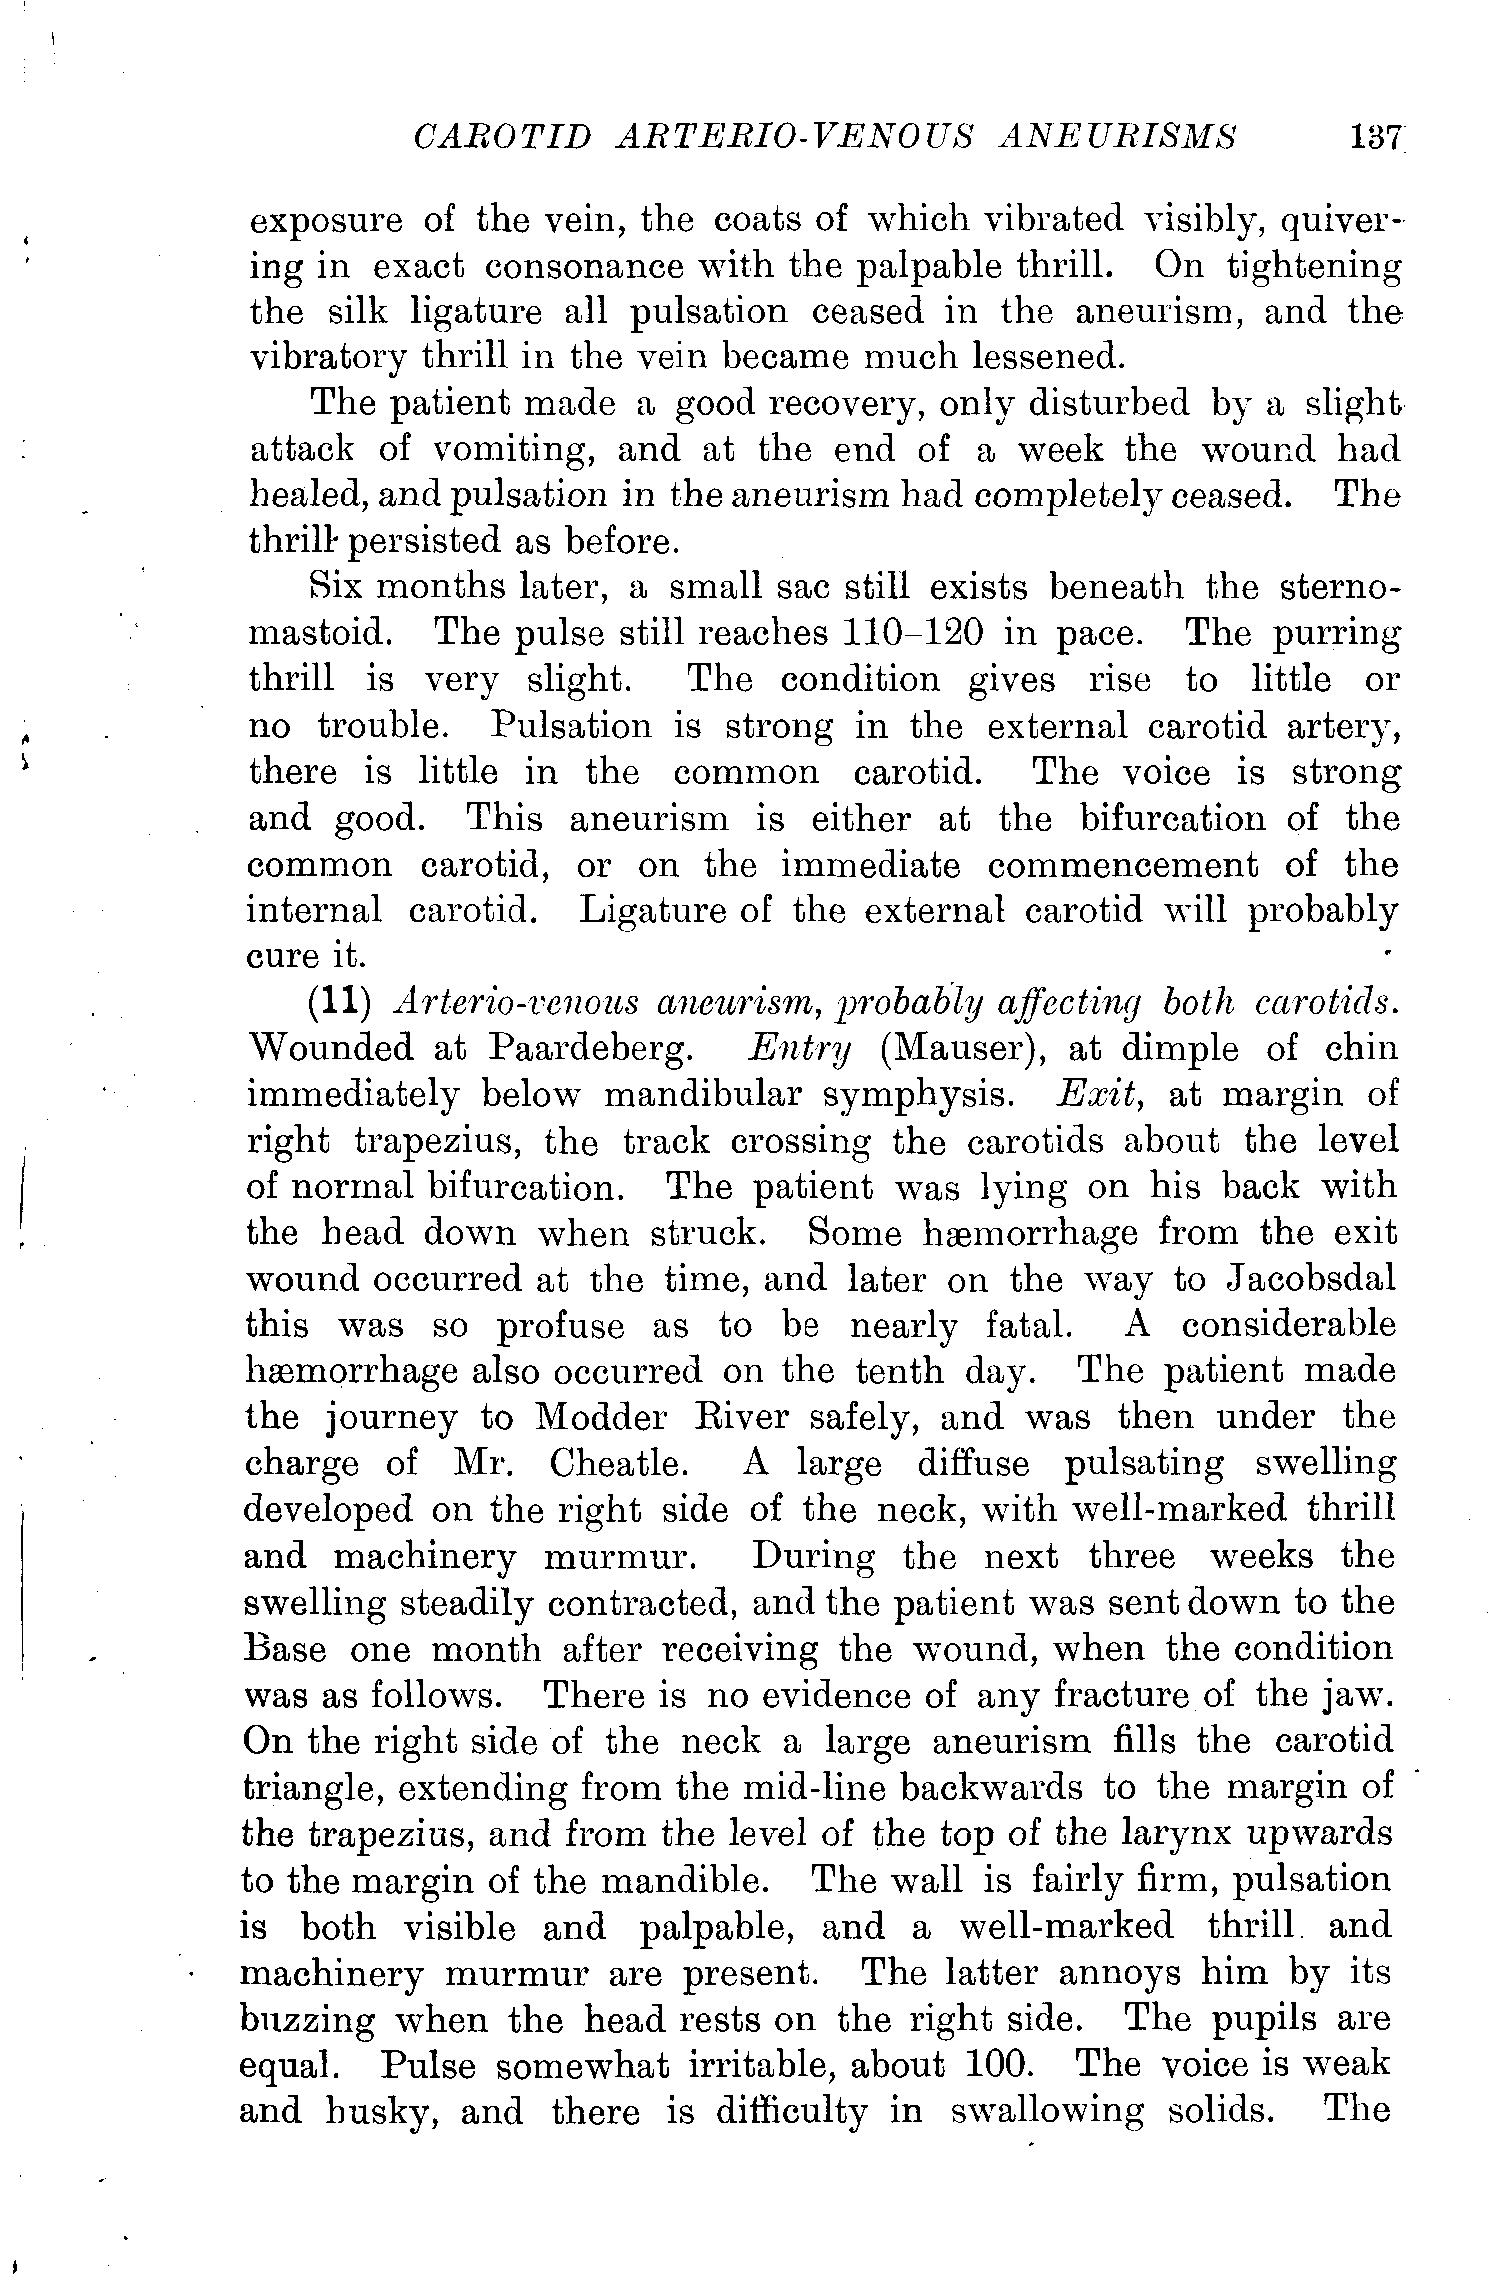 CAROTID ARTERIO-VENOUS ANEURISMS 137
exposure of the vein, the coats of which vibrated visibly, quiver-
ing in exact consonance with the palpable thrill. On tightening
the silk ligature all pulsation ceased in the aneurism, and the
vibratory thrill in the vein became much lessened.
The patient made a good recovery, only disturbed by a slight
attack of vomiting, and at the end of a week the wound had
healed, and pulsation in the aneurism had completely ceased. The
thrill persisted as before.
Six months later, a small sac still exists beneath the sterno-
mastoid. The pulse still reaches 110–120 in pace. The purring
thrill is very slight. The condition gives rise to little or
no trouble. Pulsation is strong in the external carotid artery,
there is little in the common carotid. The voice is strong
and good. This aneurism is either at the bifurcation of the
common carotid, or on the immediate commencement of the
internal carotid. Ligature of the external carotid will probably
cure it.
(11) Arterio-venous aneurism, probably affecting both carotids.
Wounded at Paardeberg. Entry (Mauser), at dimple of chin
immediately below mandibular symphysis. Exit, at margin of
right trapezius, the track crossing the carotids about the level
of normal bifurcation. The patient was lying on his back with
the head down when struck. Some hæmorrhage from the exit
wound occurred at the time, and later on the way to Jacobsdal
this was so profuse as to be nearly fatal. A considerable
hæmorrhage also occurred on the tenth day. The patient made
the journey to Modder River safely, and was then under the
charge of Mr. Cheatle. A large diffuse pulsating swelling
developed on the right side of the neck, with well-marked thrill
and machinery murmur. During the next three weeks the
swelling steadily contracted, and the patient was sent down to the
Base one month after receiving the wound, when the condition
was as follows. There is no evidence of any fracture of the jaw.
On the right side of the neck a large aneurism fills the carotid
triangle, extending from the mid-line backwards to the margin of
the trapezius, and from the level of the top of the larynx upwards
to the margin of the mandible. The wall is fairly firm, pulsation
is both visible and palpable, and a well-marked thrill and
machinery murmur are present. The latter annoys him by its
buzzing when the head rests on the right side. The pupils are
equal. Pulse somewhat irritable, about 100. The voice is weak
and husky, and there is difficulty in swallowing solids. The